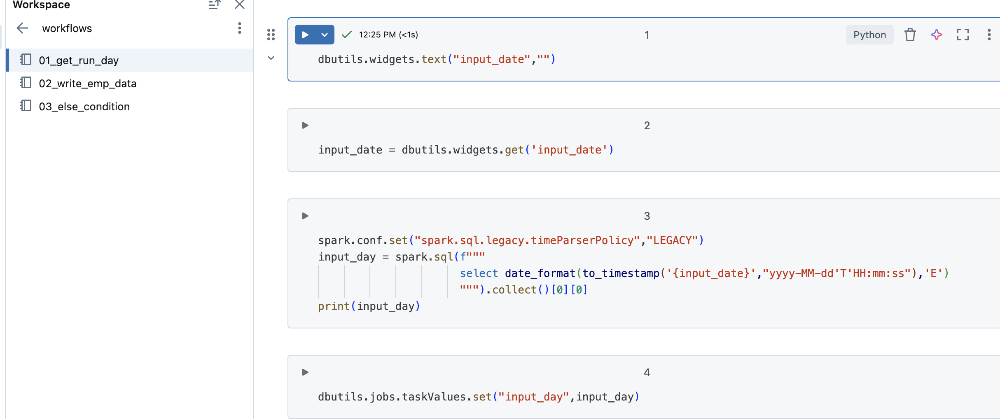 Workspace
workflows
01_get_run_day
02_write_emp_data
03_else_condition
12:25 PM (<1s)
1
Python
dbutils.widgets.text("input_date","")
2
input_date = dbutils.widgets.get('input_date')
3
spark.conf.set("spark.sql.legacy.timeParserPolicy","LEGACY")
input_day = spark.sql(f"""
select date_format(to_timestamp('{input_date}',"yyyy-MM-dd'T'HH:mm:ss"),'E')
""").collect()[0][0]
print(input_day)
4
dbutils.jobs.taskValues.set("input_day",input_day)